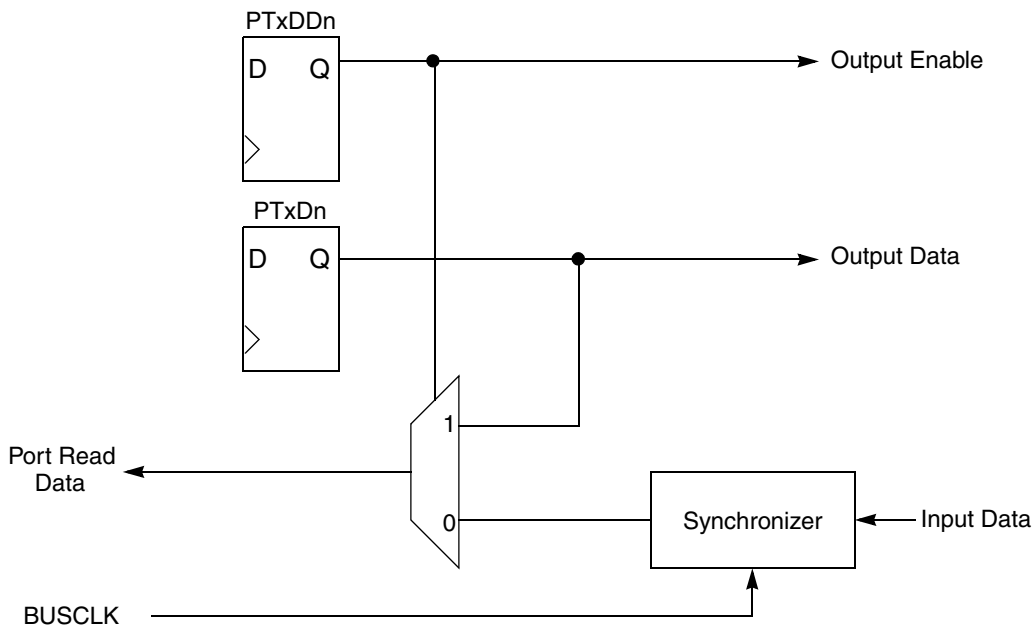 PTxDDn
D Q
Output Enable
PTxDn
D Q
Output Data
1
Port Read
Data
0
Synchronizer
Input Data
BUSCLK